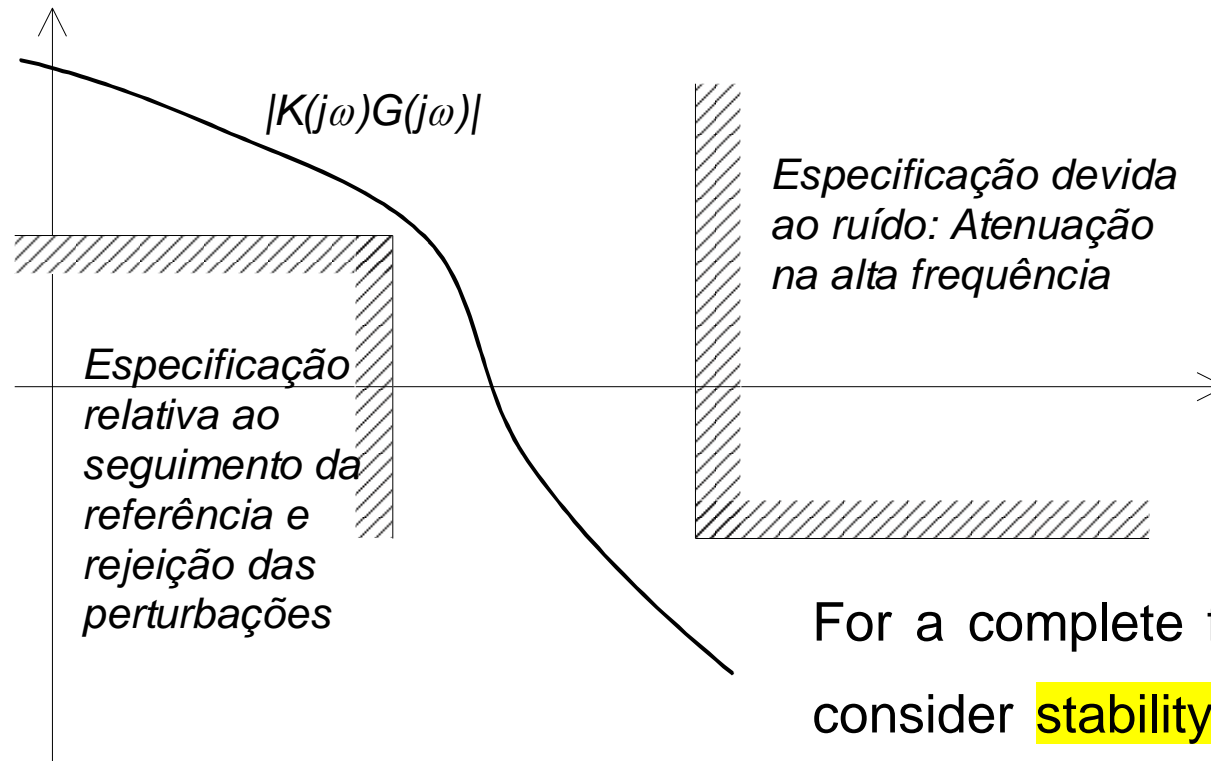 |K(jω)G(jω)|
Especificação devida
ao ruído: Atenuação
na alta frequência
Especificação
relativa ao
seguimento da
referência e
rejeição das
perturbações
For a complete
consider stability